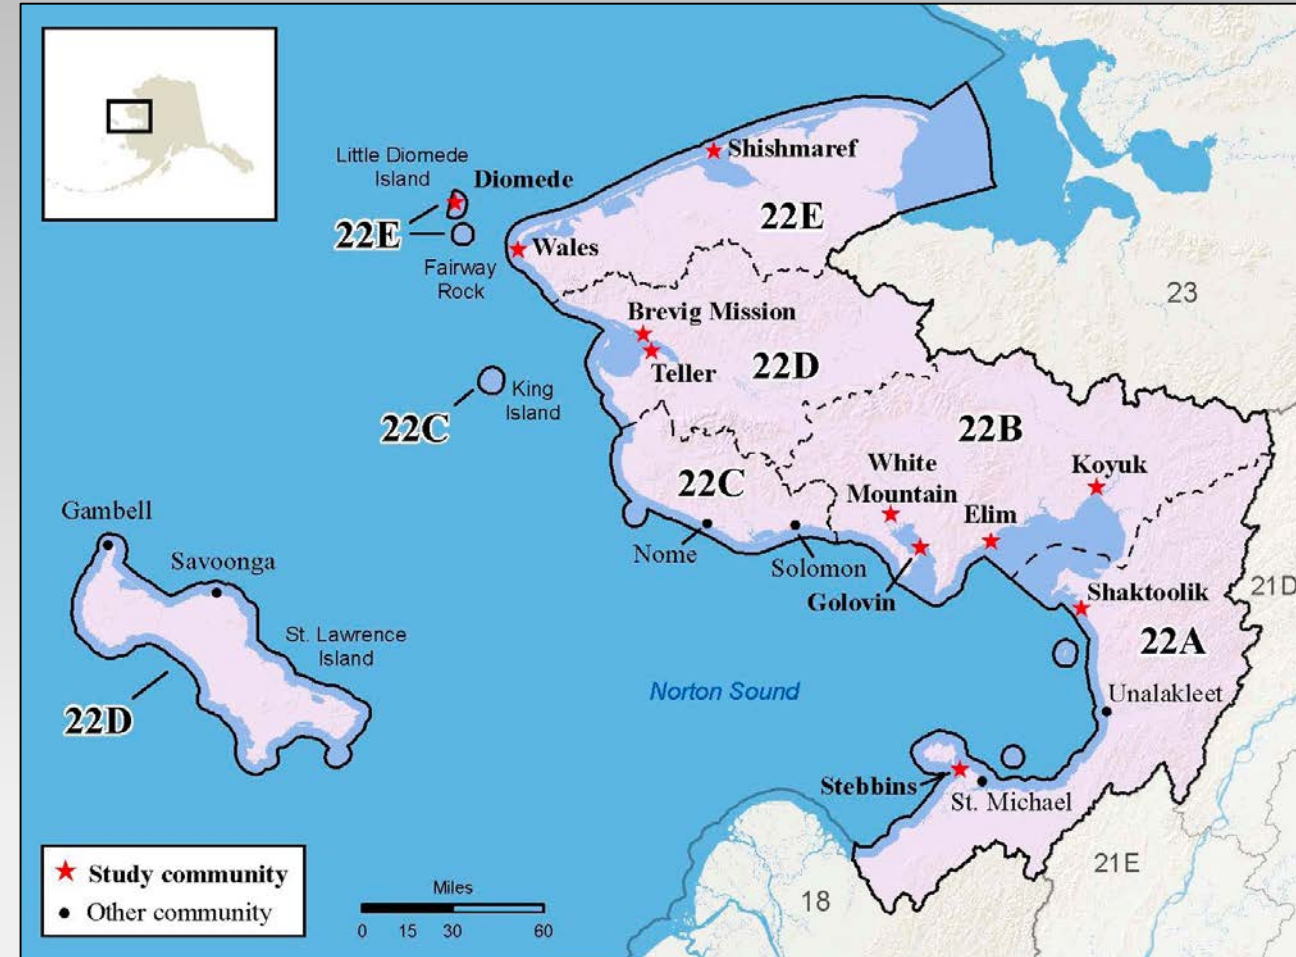 Shishmaref
Little Diomede
Island
Diomede
22E
22E
Wales
Fairway
Rock
23
Brevig Mission
Teller
22D
King
Island
22C
22B
White
Mountain
Koyuk
22C
Elim
Gambell
Nome
Solomon
Savoonga
Golovin
Shaktoolik
21D
St. Lawrence
Island
22A
22D
Norton Sound
Unalakleet
Stebbins
St. Michael
21E
18
Study community
Other community
Miles
0 15 30 60